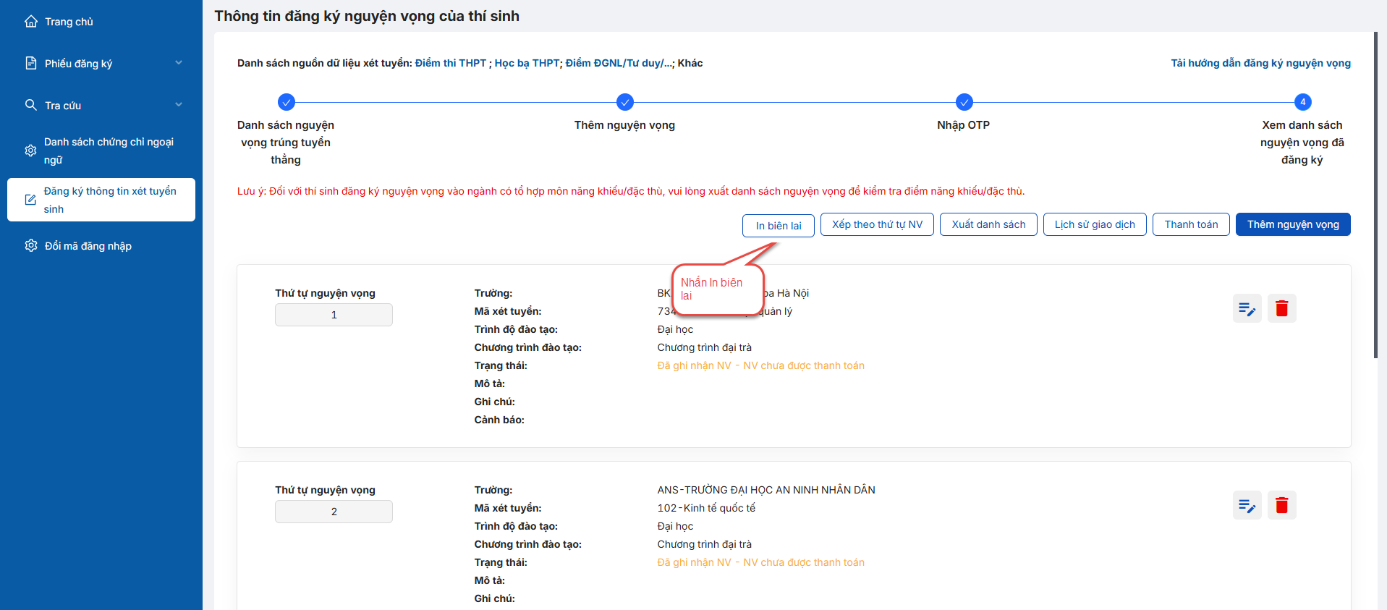 Trang chủ
Phiếu đăng ký
Tra cứu
Danh sách chứng chỉ ngoại
ngữ
Đăng ký thông tin xét tuyển
sinh
Đổi mã đăng nhập
Thông tin đăng ký nguyện vọng của thí sinh
Danh sách nguồn dữ liệu xét tuyển: Điểm thi THPT ; Học bạ THPT; Điểm ĐGNL/Tư duy/...; Khác
Tải hướng dẫn đăng ký nguyện vọng
4
Danh sách nguyện
vọng trúng tuyển
thẳng
Thêm nguyện vọng
Nhập OTP
Xem danh sách
nguyện vọng đã
đăng ký
Lưu ý: Đối với thí sinh đăng ký nguyện vọng vào ngành có tổ hợp môn năng khiếu/đặc thù, vui lòng xuất danh sách nguyện vọng để kiểm tra điểm năng khiếu/đặc thù.
In biên lai
Xếp theo thứ tự NV
Xuất danh sách
Lịch sử giao dịch
Thanh toán
Thêm nguyện vọng
Nhấn In biên
lai
Thứ tự nguyện vọng
1
Trường: BK oa Hà Nội
Mã xét tuyển: 734 quản lý
Trình độ đào tạo: Đại học
Chương trình đào tạo: Chương trình đại trà
Trạng thái: Đã ghi nhận NV - NV chưa được thanh toán
Mô tả:
Ghi chú:
Cảnh báo:
Thứ tự nguyện vọng
2
Trường: ANS-TRƯỜNG ĐẠI HỌC AN NINH NHÂN DÂN
Mã xét tuyển: 102-Kinh tế quốc tế
Trình độ đào tạo: Đại học
Chương trình đào tạo: Chương trình đại trà
Trạng thái: Đã ghi nhận NV - NV chưa được thanh toán
Mô tả:
Ghi chú: